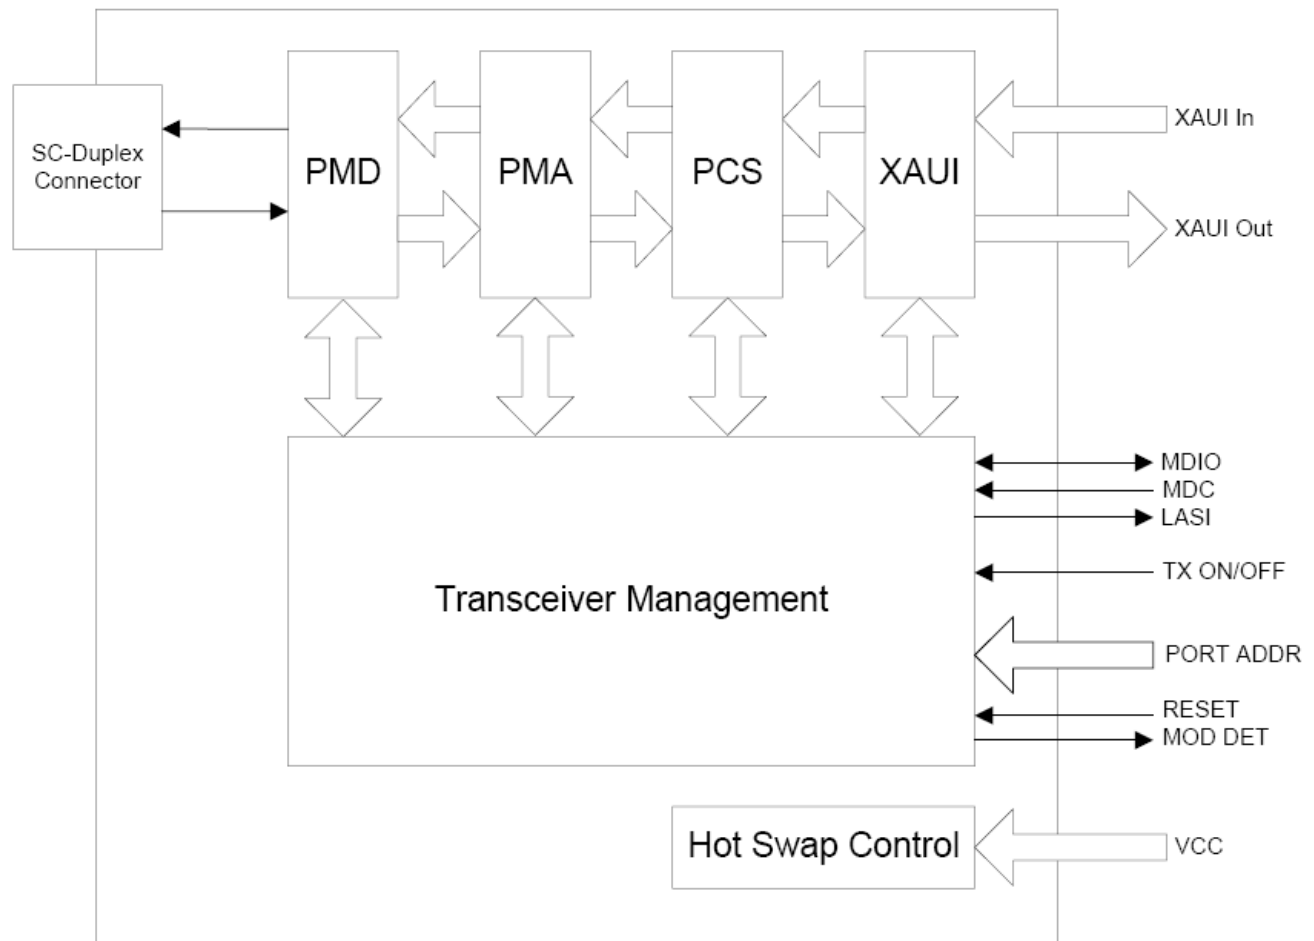 XAUI In
SC-Duplex
Connector
PMD
PMA
PCS
XAUI
XAUI Out
MDIO
MDC
LASI
TX ON/OFF
Transceiver Management
PORT ADDR
RESET
MOD DET
Hot Swap Control
VCC